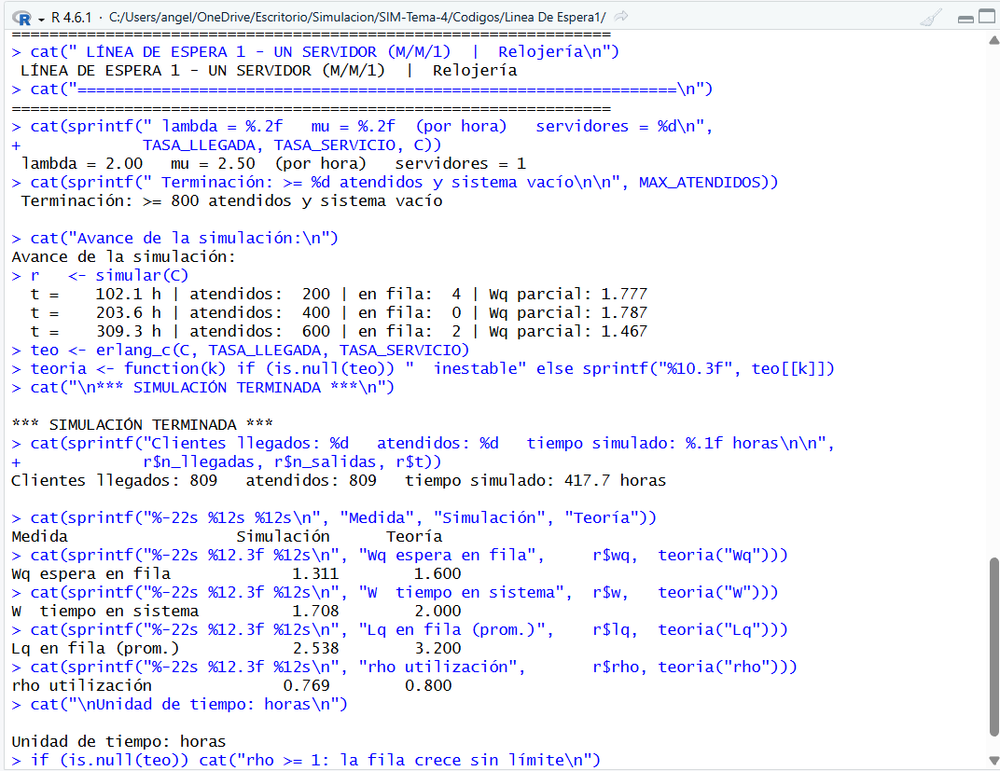 R 4.6.1 · C:/Users/angel/OneDrive/Escritorio/Simulacion/SIM-Tema-4/Codigos/Linea De Espera1/
================================================================
> cat(" LÍNEA DE ESPERA 1 - UN SERVIDOR (M/M/1)  |  Relojería\n")
 LÍNEA DE ESPERA 1 - UN SERVIDOR (M/M/1)  |  Relojería
> cat("================================================================\n")
================================================================
> cat(sprintf(" lambda = %.2f   mu = %.2f  (por hora)   servidores = %d\n",
+             TASA_LLEGADA, TASA_SERVICIO, C))
 lambda = 2.00   mu = 2.50  (por hora)   servidores = 1
> cat(sprintf(" Terminación: >= %d atendidos y sistema vacío\n\n", MAX_ATENDIDOS))
 Terminación: >= 800 atendidos y sistema vacío

> cat("Avance de la simulación:\n")
Avance de la simulación:
> r   <- simular(C)
  t =    102.1 h | atendidos:  200 | en fila:  4 | Wq parcial: 1.777
  t =    203.6 h | atendidos:  400 | en fila:  0 | Wq parcial: 1.787
  t =    309.3 h | atendidos:  600 | en fila:  2 | Wq parcial: 1.467
> teo <- erlang_c(C, TASA_LLEGADA, TASA_SERVICIO)
> teoria <- function(k) if (is.null(teo)) "  inestable" else sprintf("%10.3f", teo[[k]])
> cat("\n*** SIMULACIÓN TERMINADA ***\n")

*** SIMULACIÓN TERMINADA ***
> cat(sprintf("Clientes llegados: %d   atendidos: %d   tiempo simulado: %.1f horas\n\n",
+             r$n_llegadas, r$n_salidas, r$t))
Clientes llegados: 809   atendidos: 809   tiempo simulado: 417.7 horas

> cat(sprintf("%-22s %12s %12s\n", "Medida", "Simulación", "Teoría"))
Medida                  Simulación      Teoría
> cat(sprintf("%-22s %12.3f %12s\n", "Wq espera en fila",     r$wq,  teoria("Wq")))
Wq espera en fila             1.311        1.600
> cat(sprintf("%-22s %12.3f %12s\n", "W  tiempo en sistema",  r$w,   teoria("W")))
W  tiempo en sistema          1.708        2.000
> cat(sprintf("%-22s %12.3f %12s\n", "Lq en fila (prom.)",    r$lq,  teoria("Lq")))
Lq en fila (prom.)            2.538        3.200
> cat(sprintf("%-22s %12.3f %12s\n", "rho utilización",       r$rho, teoria("rho")))
rho utilización              0.769        0.800
> cat("\nUnidad de tiempo: horas\n")

Unidad de tiempo: horas
> if (is.null(teo)) cat("rho >= 1: la fila crece sin límite\n")